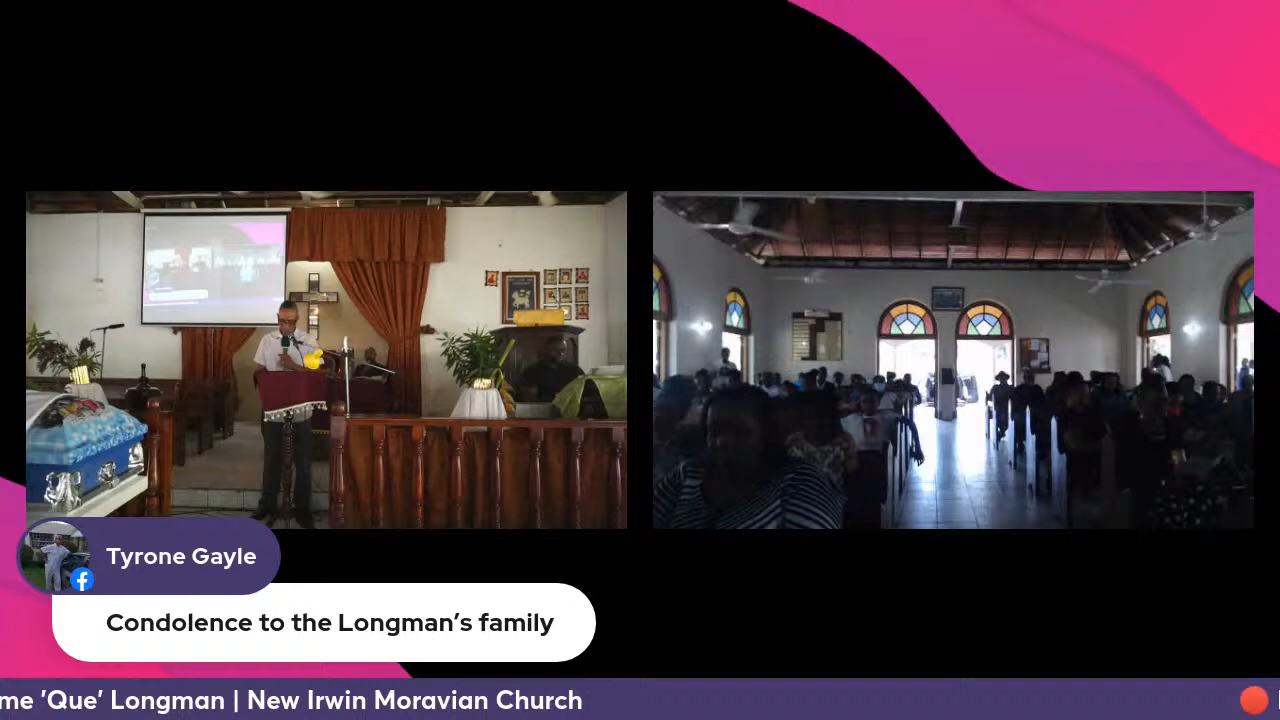 Tyrone Gayle
Condolence to the Longman's family
me 'Que' Longman | New Irwin Moravian Church